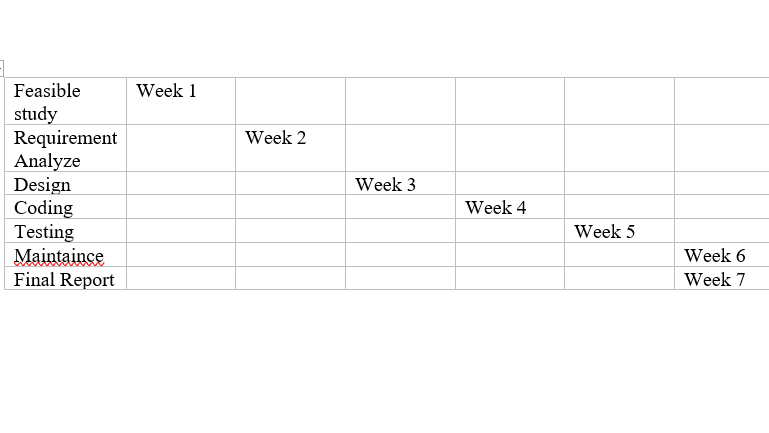 Feasible Week 1
study
Requirement Week 2
Analyze
Design Week 3
Coding Week 4
Testing Week 5
Maintaince Week 6
Final Report Week 7